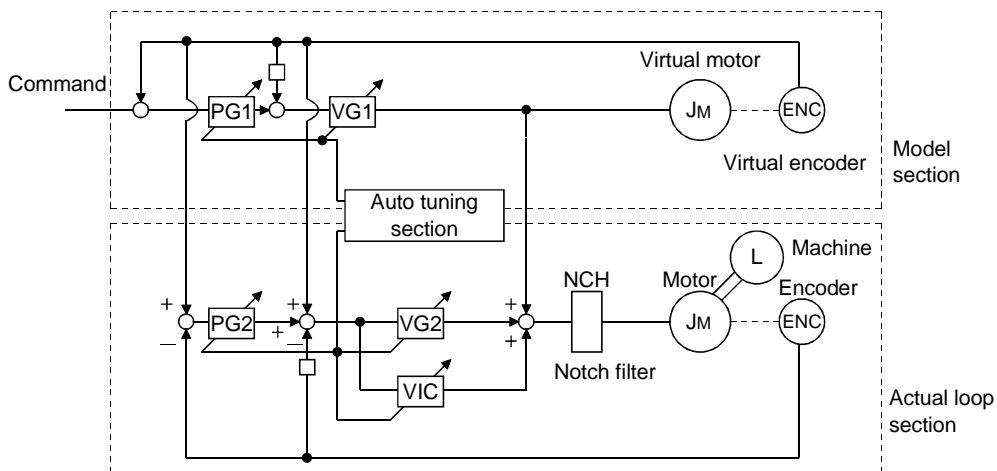 Virtual motor
Command
PG1
VG1
JM
ENC
Virtual encoder
Model
section
Auto tuning
section
Machine
L
NCH
Motor
Encoder
+
+
+
PG2
+
VG2
JM
ENC
−
−
+
Notch filter
VIC
Actual loop
section